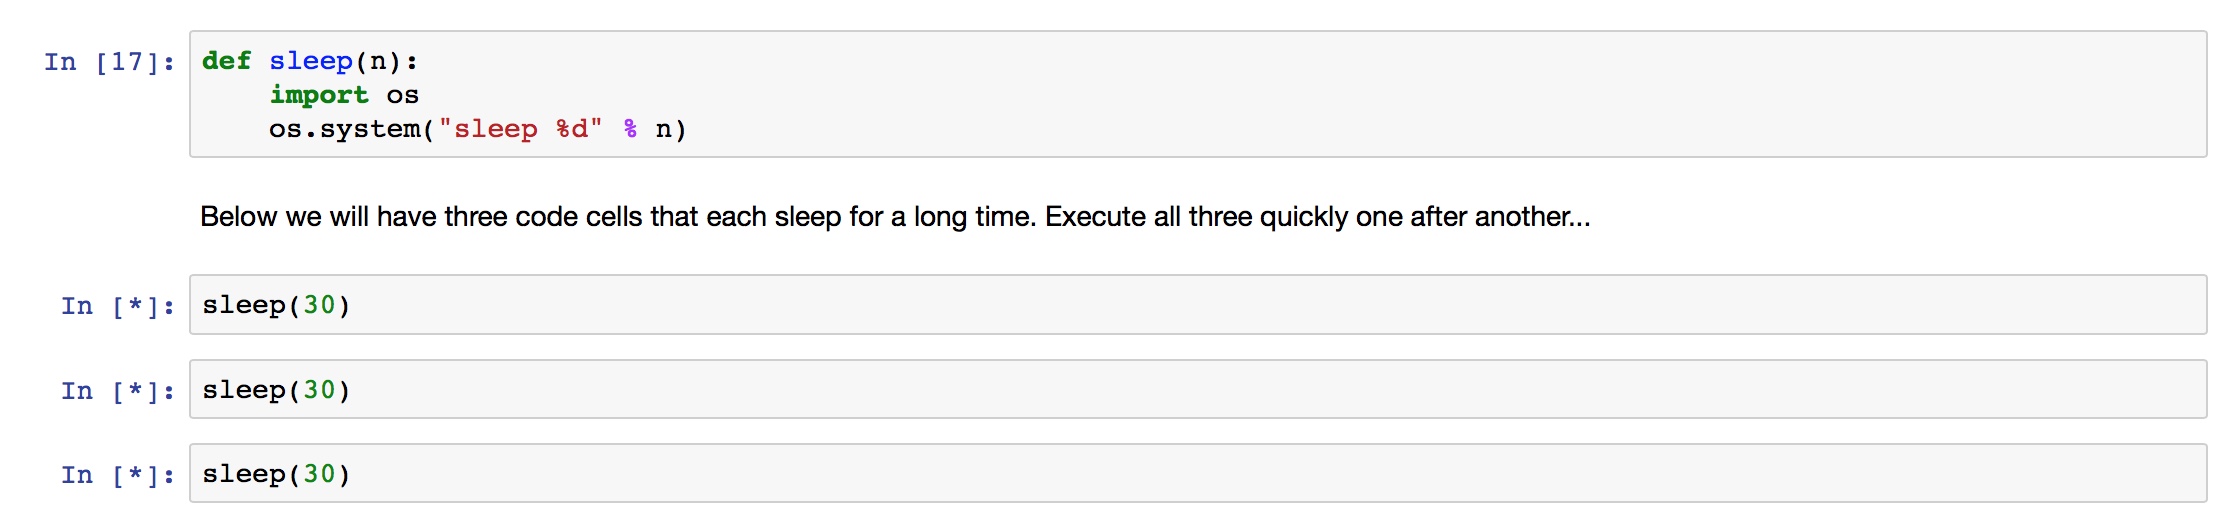 In [17]: def sleep(n):
    import os
    os.system("sleep %d" % n)
Below we will have three code cells that each sleep for a long time. Execute all three quickly one after another...
In [*]: sleep(30)
In [*]: sleep(30)
In [*]: sleep(30)